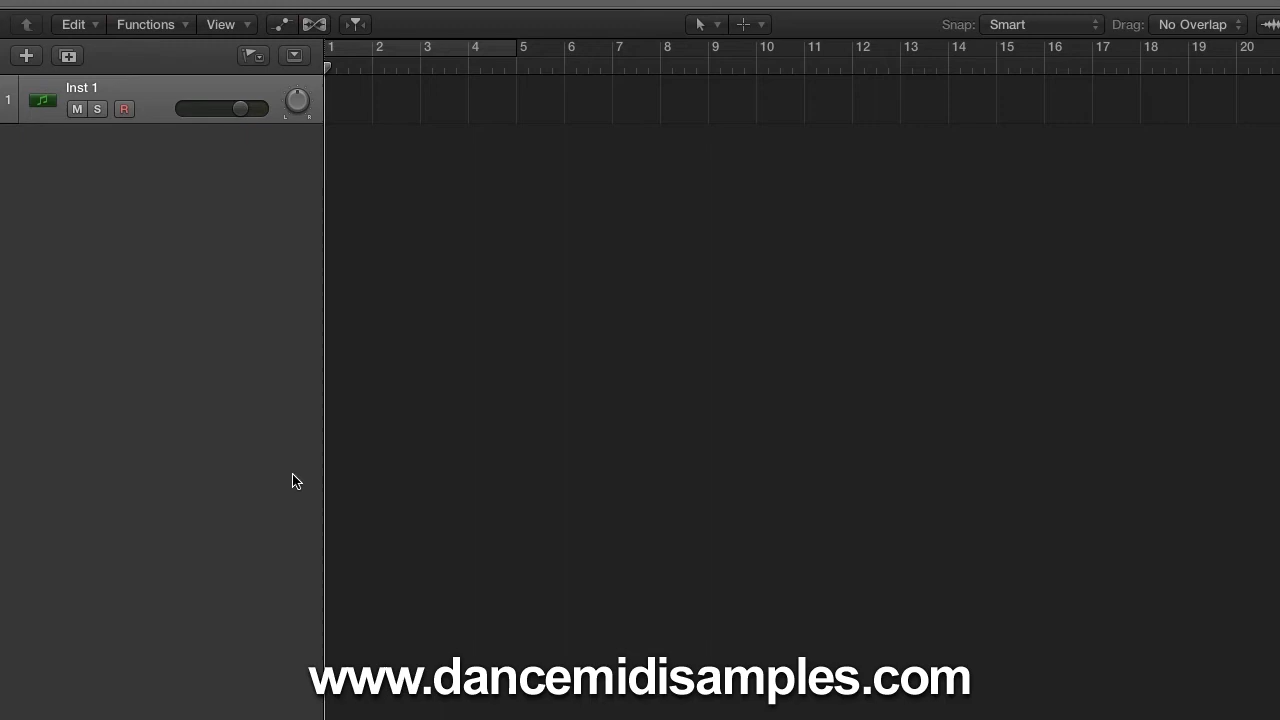 Edit Functions View Snap: Smart Drag: No Overlap
1 2 3 4 5 6 7 8 9 10 11 12 13 14 15 16 17 18 19 20
1 Inst 1
M S R
L R
www.dancemidisamples.com